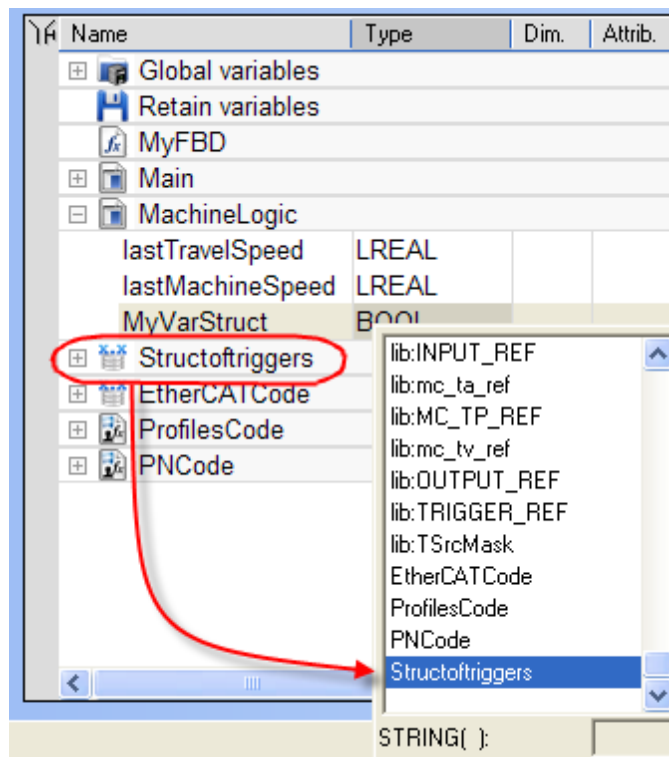 Name Type Dim. Attrib.
Global variables
Retain variables
MyFBD
Main
MachineLogic
lastTravelSpeed LREAL
lastMachineSpeed LREAL
MyVarStruct BOOL
Structoftriggers
EtherCATCode
ProfilesCode
PNCode
lib:INPUT_REF
lib:mc_ta_ref
lib:MC_TP_REF
lib:mc_tv_ref
lib:OUTPUT_REF
lib:TRIGGER_REF
lib:TSrcMask
EtherCATCode
ProfilesCode
PNCode
Structoftriggers
STRING( ):